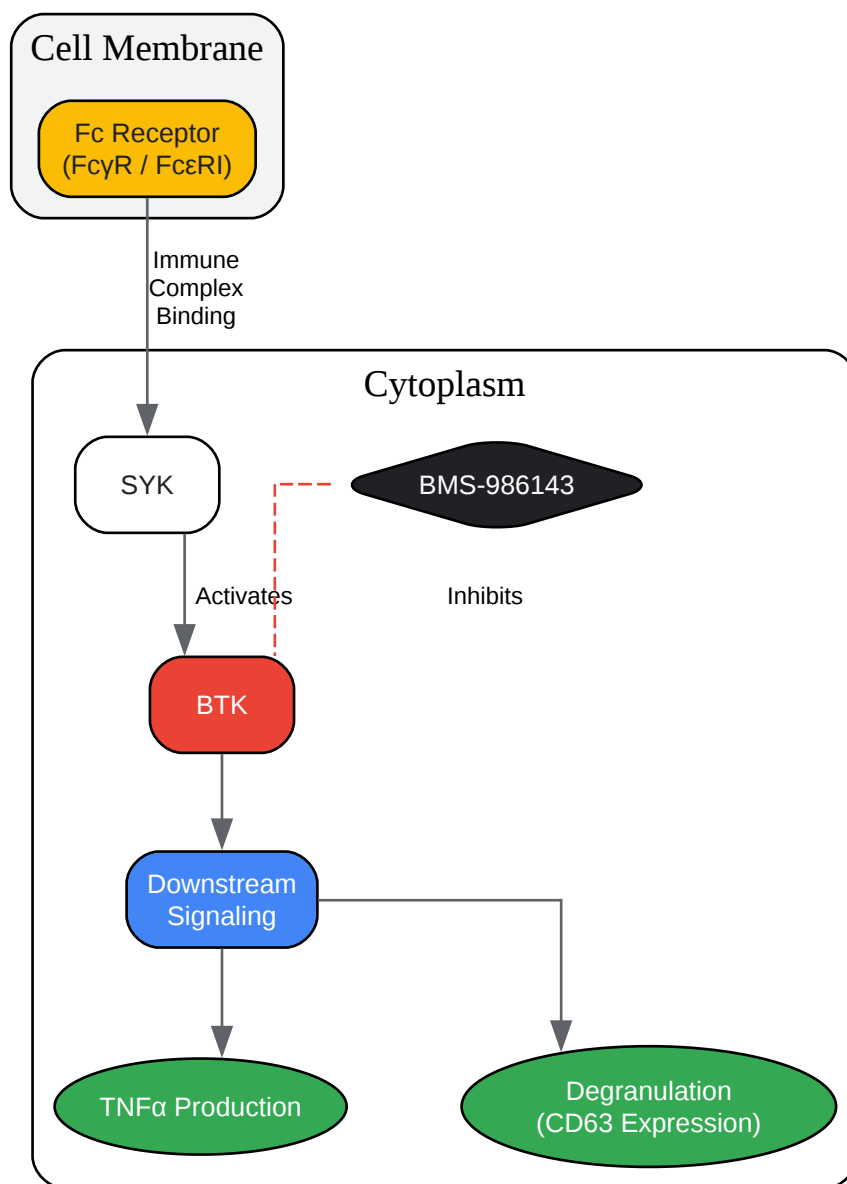 Cell Membrane
Fc Receptor
(FcγR / FcεRI)
Immune
Complex
Binding
Cytoplasm
SYK
BMS-986143
Activates
Inhibits
BTK
Downstream
Signaling
TNFα Production
Degranulation
(CD63 Expression)